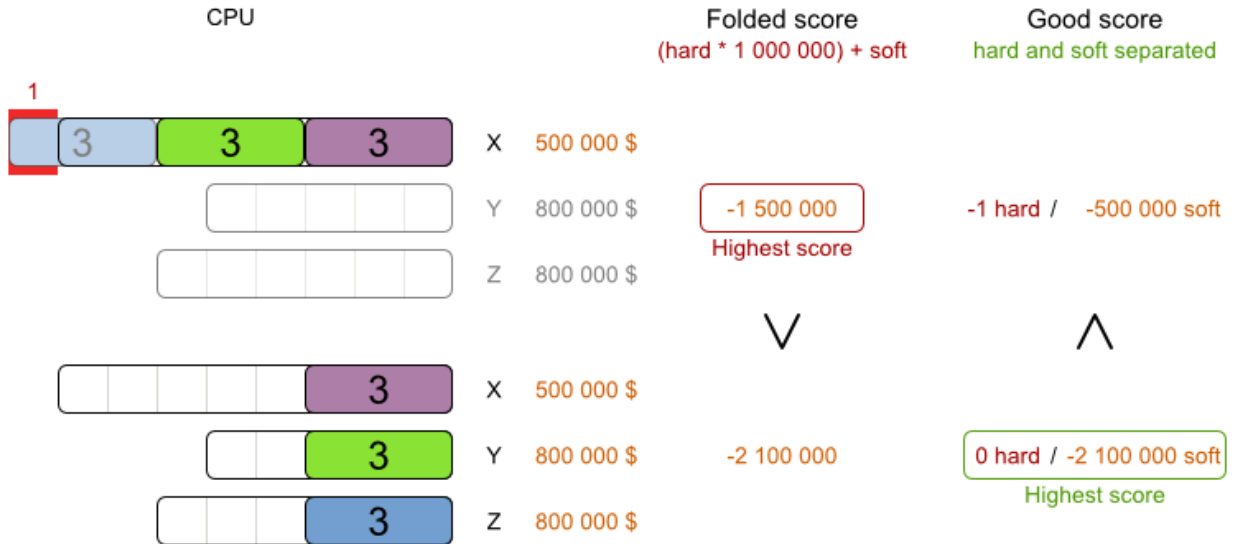 CPU
Folded score
Good score
(hard * 1 000 000) + soft
hard and soft separated
1
3 3 3 X 500 000 $
Y 800 000 $ -1 500 000 -1 hard / -500 000 soft
Highest score
Z 800 000 $
3 X 500 000 $
3 Y 800 000 $ -2 100 000 0 hard / -2 100 000 soft
Highest score
3 Z 800 000 $